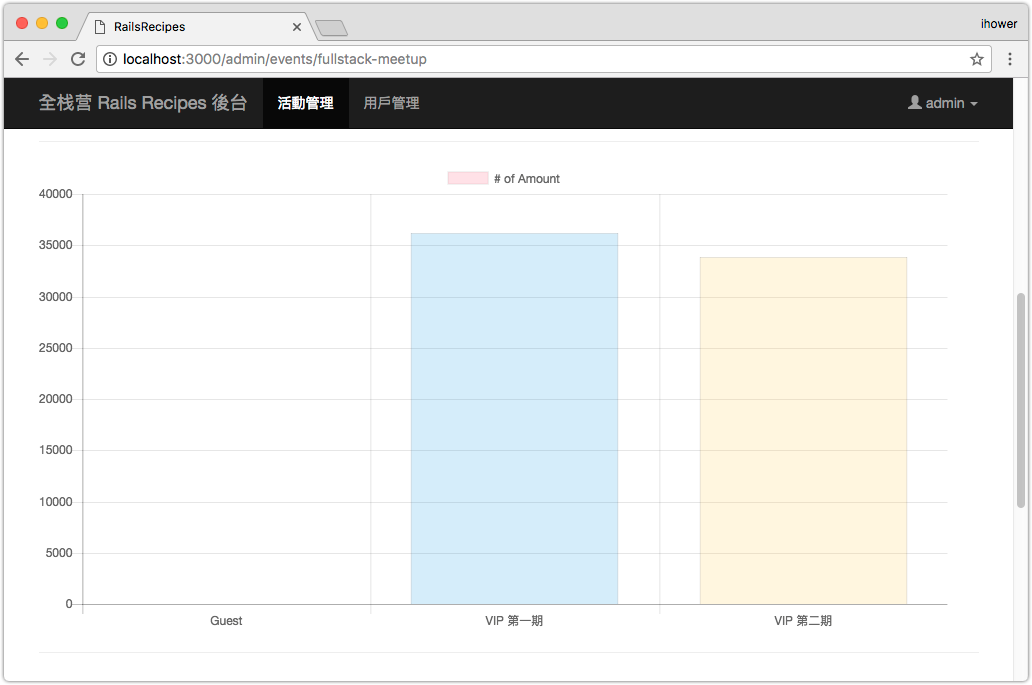 RailsRecipes
ihower
localhost:3000/admin/events/fullstack-meetup
全栈营 Rails Recipes 後台 活動管理 用戶管理 admin
# of Amount
40000
35000
30000
25000
20000
15000
10000
5000
0
Guest VIP 第一期 VIP 第二期